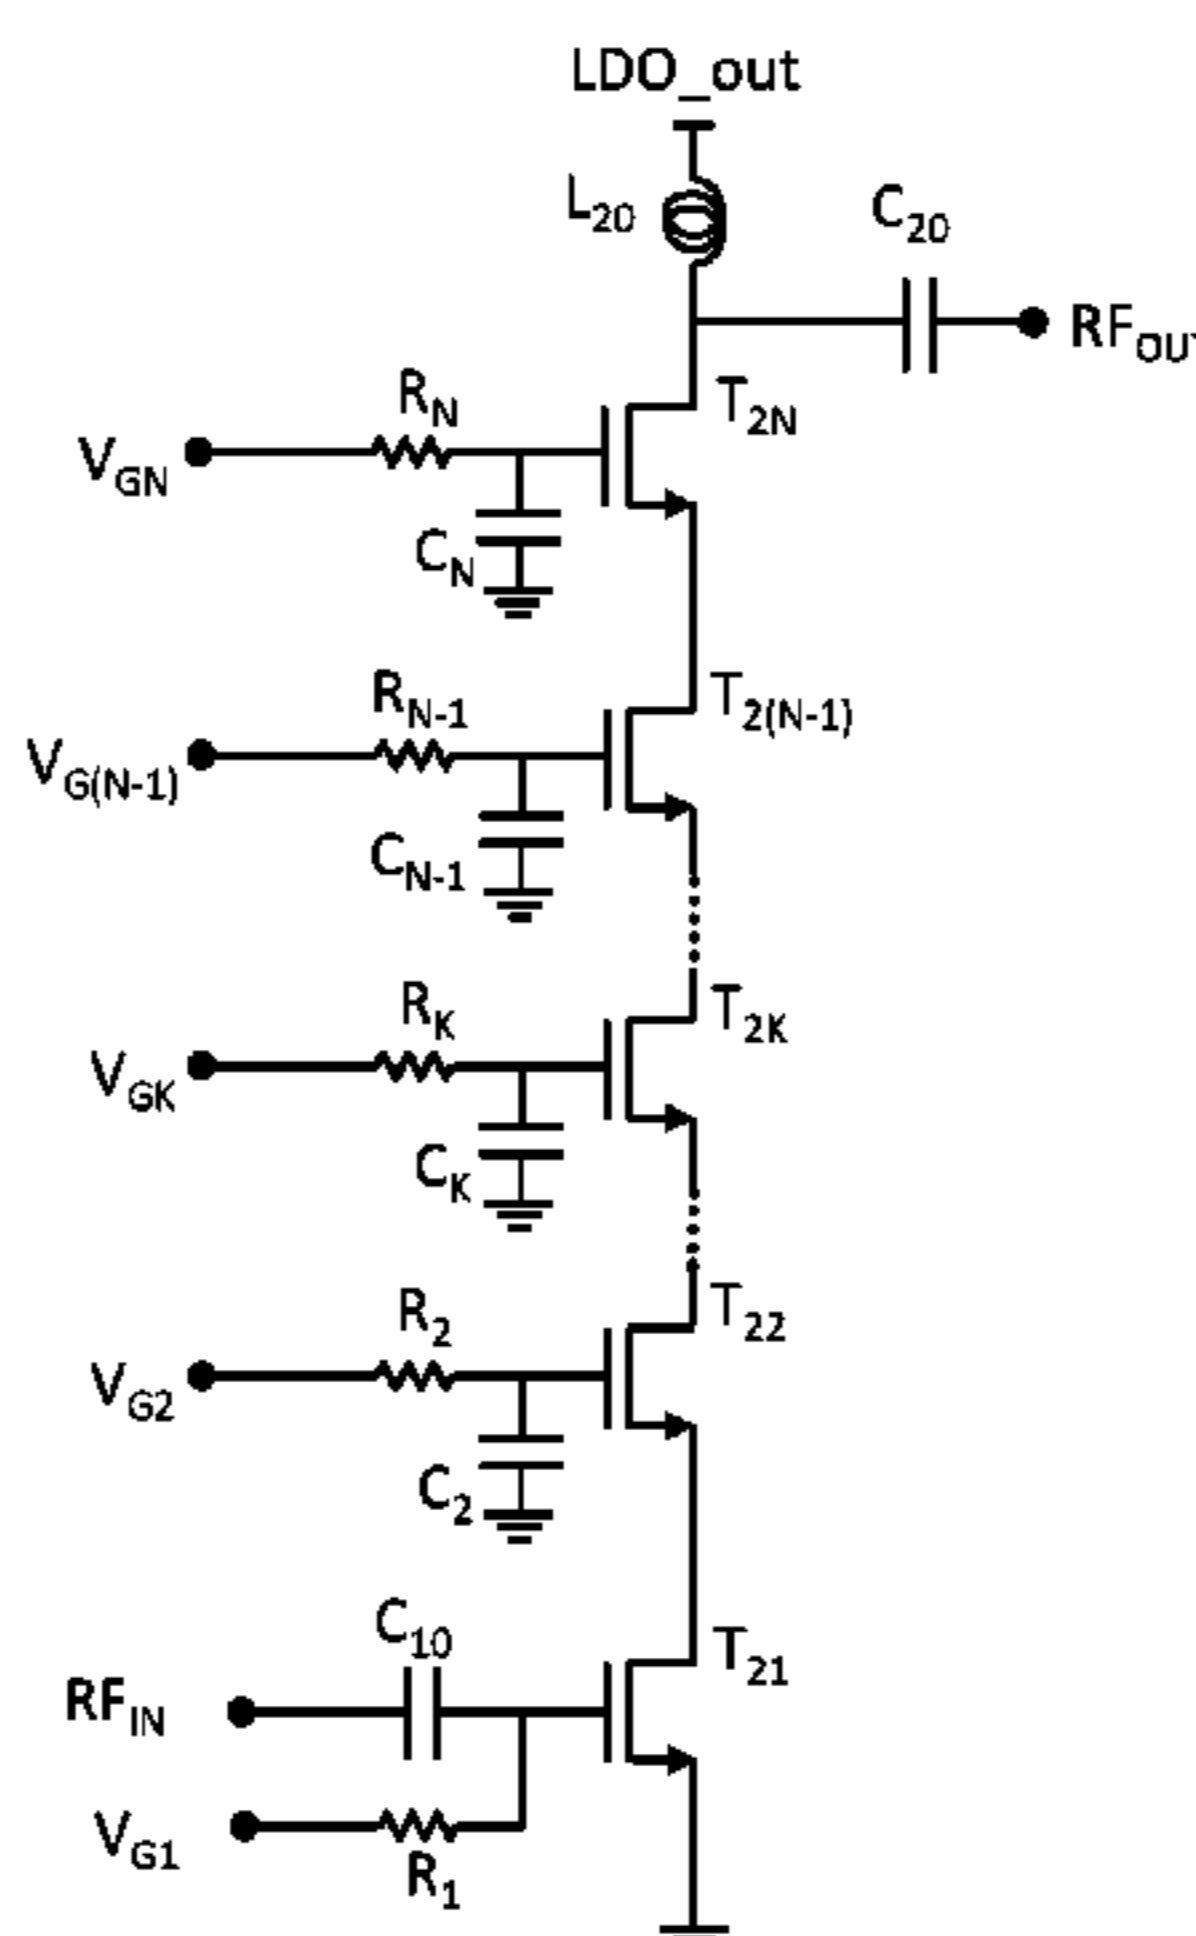 LDO_out
L20
C20
RFOUT
RN
T2N
VGN
CN
RN-1
T2(N-1)
VG(N-1)
CN-1
RK
T2K
VGK
CK
R2
T22
VG2
C2
C10
T21
RFIN
VG1
R1